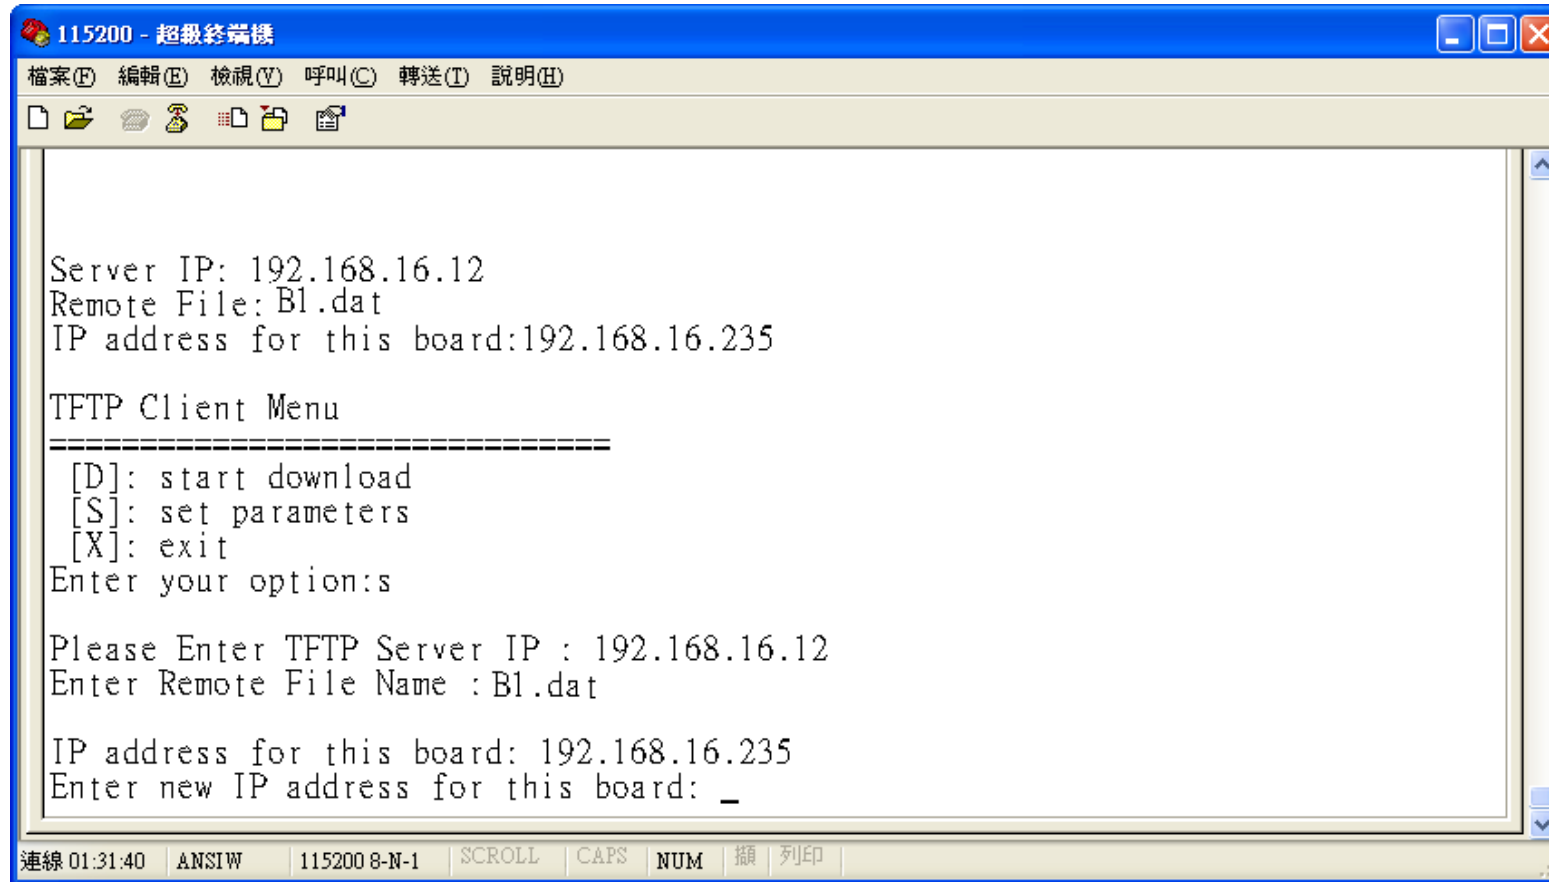 115200 - 超級終端機
檔案(F) 編輯(E) 檢視(V) 呼叫(C) 轉送(T) 說明(H)
Server IP: 192.168.16.12
Remote File: Bl.dat
IP address for this board:192.168.16.235
TFTP Client Menu
===============================
[D]: start download
[S]: set parameters
[X]: exit
Enter your option:s
Please Enter TFTP Server IP : 192.168.16.12
Enter Remote File Name : Bl.dat
IP address for this board: 192.168.16.235
Enter new IP address for this board: _
連線 01:31:40 ANSIW 115200 8-N-1 SCROLL CAPS NUM 擷 列印